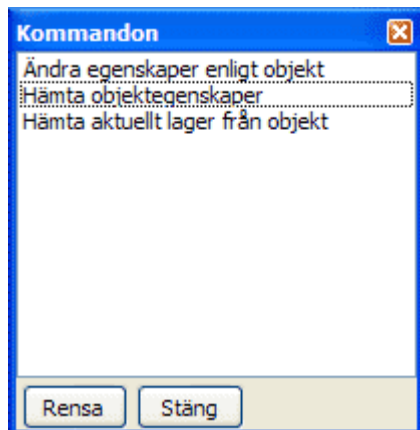 Kommandon
Ändra egenskaper enligt objekt
Hämta objektegenskaper
Hämta aktuellt lager från objekt
Rensa
Stäng